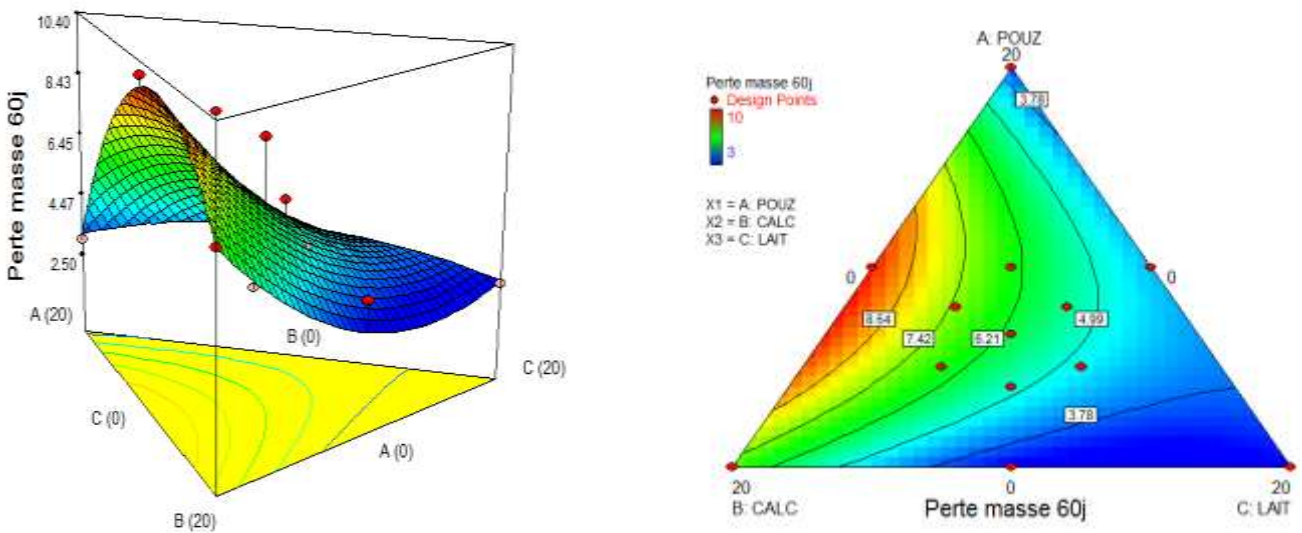 10.40
8.43
6.45
4.47
2.50
Perte masse 60j
A (20)
B (0)
C (20)
C (0)
A (0)
B (20)
A: POUZ
20
Perte masse 60j
Design Points
10
3
X1 = A: POUZ
X2 = B: CALC
X3 = C: LAIT
3.78
0
0
8.64
7.42
6.21
4.99
3.78
20
0
20
B: CALC
Perte masse 60j
C: LAIT